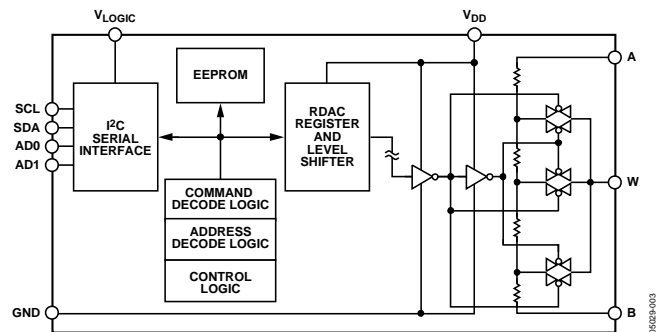 VLOGIC
VDD
A
EEPROM
SCL
SDA
AD0
AD1
I2C
SERIAL
INTERFACE
RDAC
REGISTER
AND
LEVEL
SHIFTER
W
COMMAND
DECODE LOGIC
ADDRESS
DECODE LOGIC
CONTROL
LOGIC
GND
B
05029-003